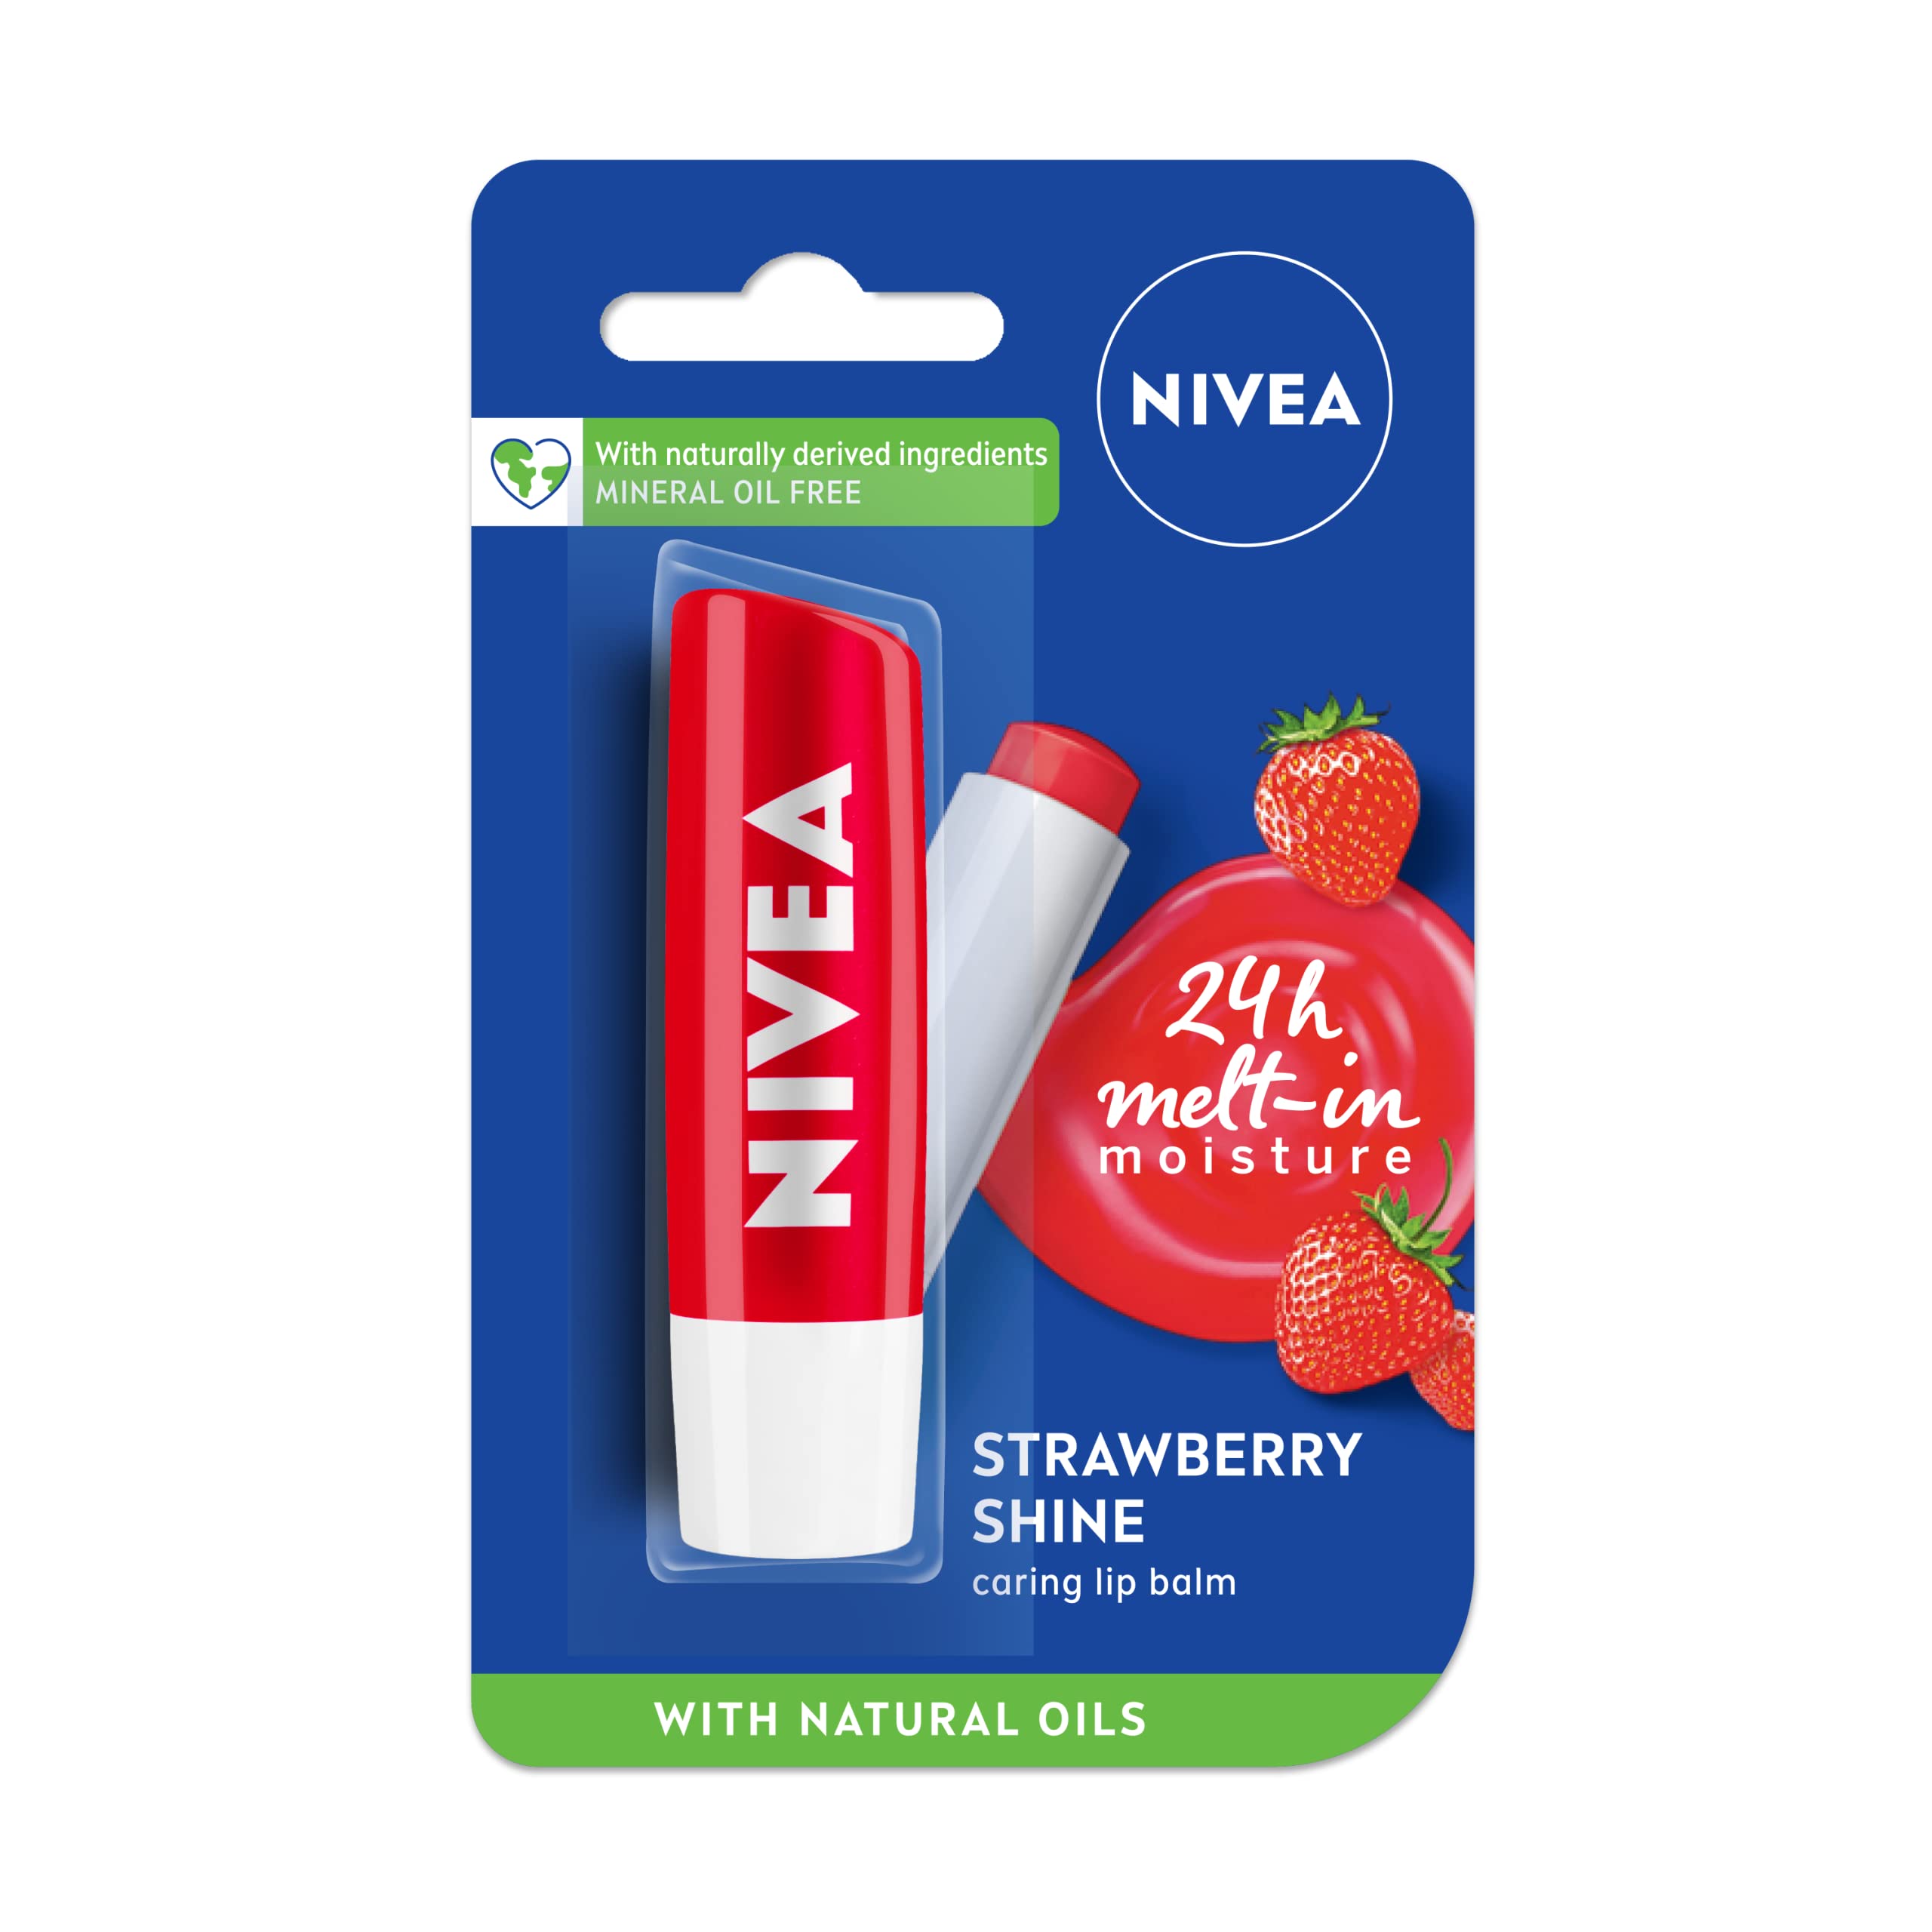 NIVEA
With naturally derived ingredients
MINERAL OIL FREE
NIVEA
24h
melt-in
moisture
STRAWBERRY
SHINE
caring lip balm
WITH NATURAL OILS